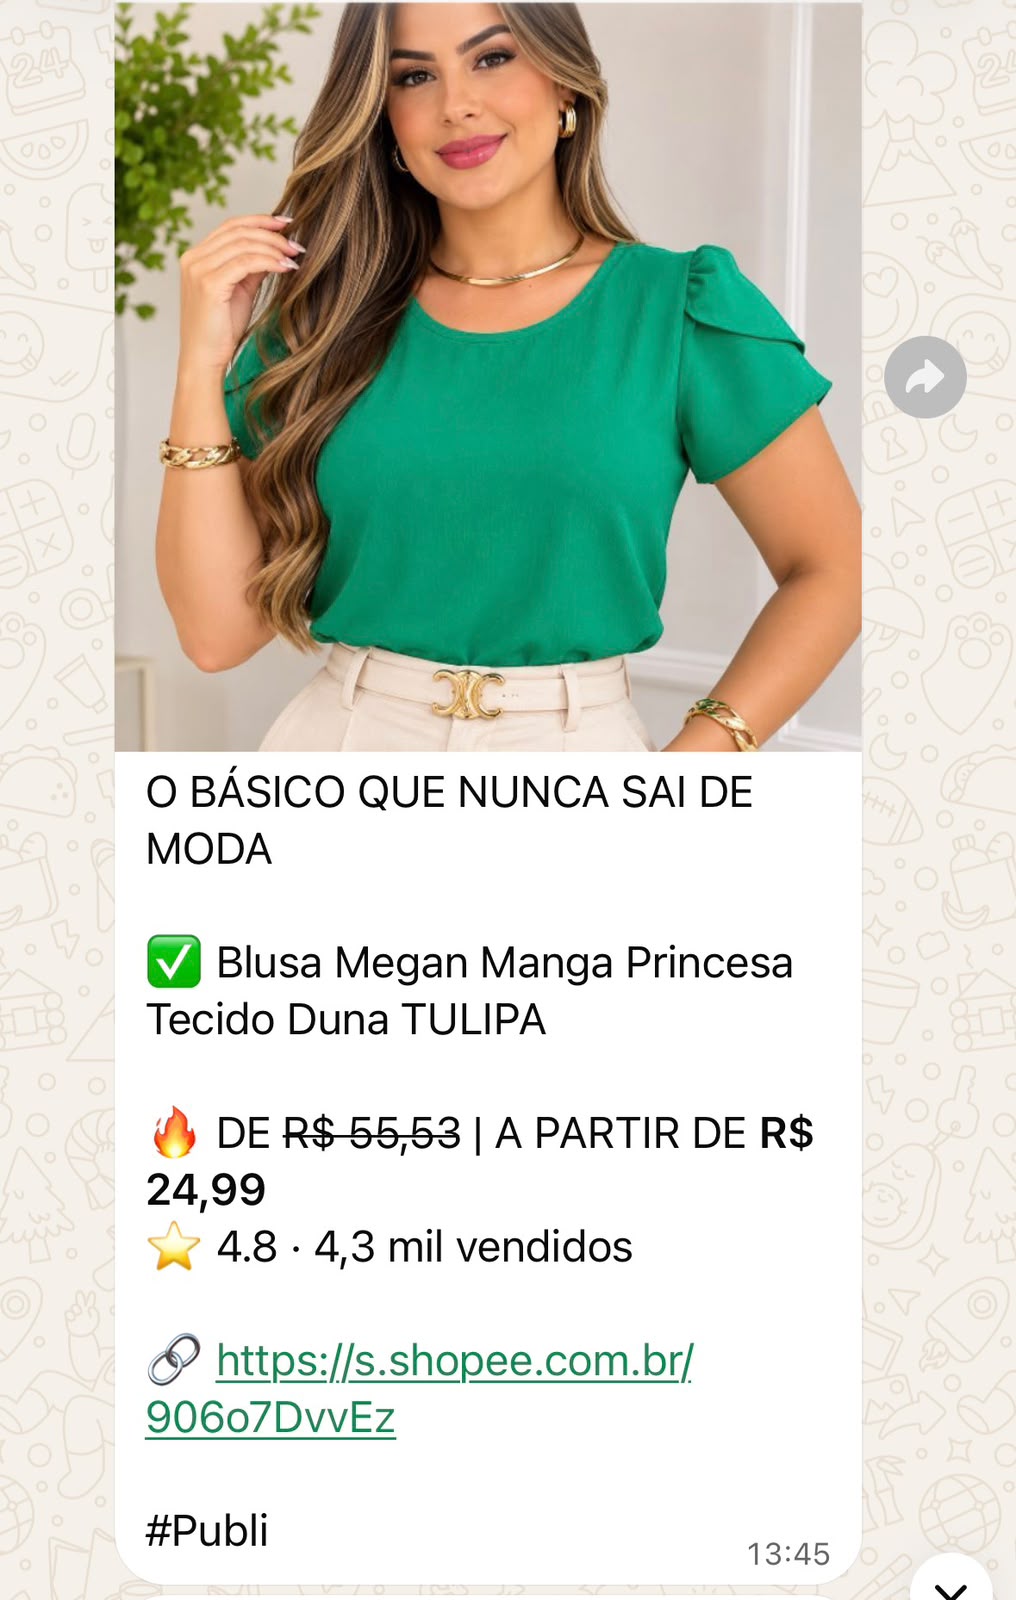 O BÁSICO QUE NUNCA SAI DE
MODA
✅ Blusa Megan Manga Princesa
Tecido Duna TULIPA
🔥 DE R$ 55,53 | A PARTIR DE R$
24,99
⭐ 4.8 · 4,3 mil vendidos
🔗 https://s.shopee.com.br/
906o7DvvEz
#Publi
13:45